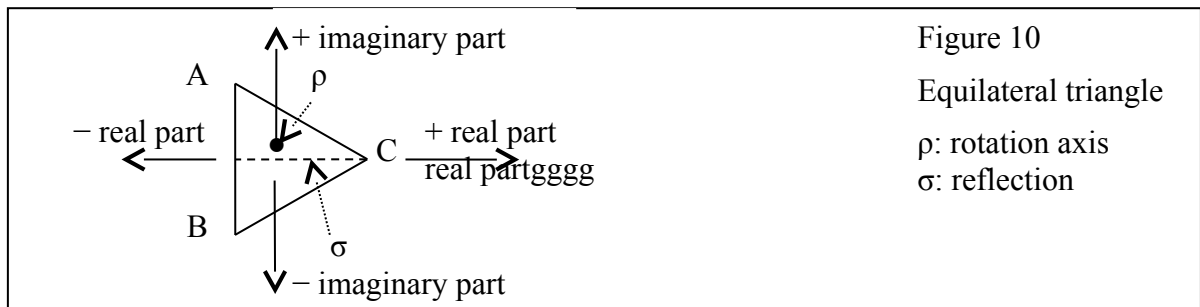 + imaginary part
A
ρ
− real part
C
+ real part
real partgggg
B
σ
− imaginary part
Figure 10
Equilateral triangle
ρ: rotation axis
σ: reflection